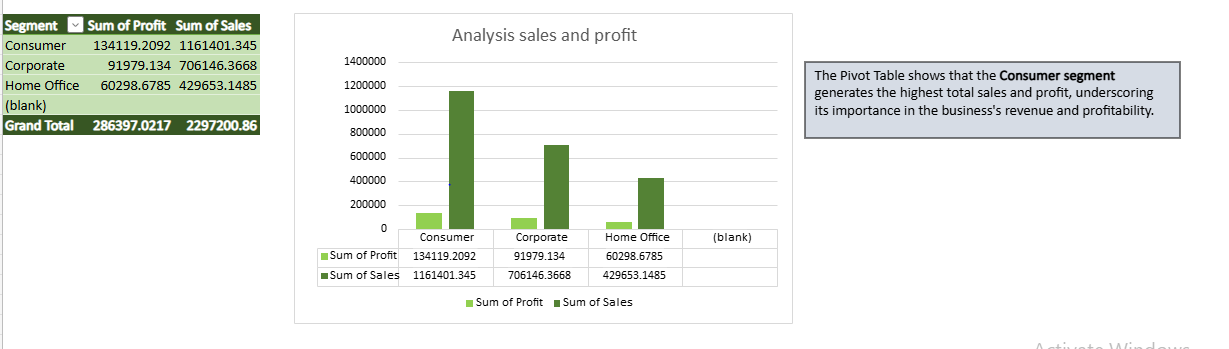 Segment Sum of Profit Sum of Sales
Consumer 134119.2092 1161401.345
Corporate 91979.134 706146.3668
Home Office 60298.6785 429653.1485
(blank)
Grand Total 286397.0217 2297200.86
Analysis sales and profit
1400000
1200000
1000000
800000
600000
400000
200000
0
Consumer Corporate Home Office (blank)
Sum of Profit 134119.2092 91979.134 60298.6785
Sum of Sales 1161401.345 706146.3668 429653.1485
Sum of Profit Sum of Sales
The Pivot Table shows that the Consumer segment
generates the highest total sales and profit, underscoring
its importance in the business's revenue and profitability.
Activate Windows